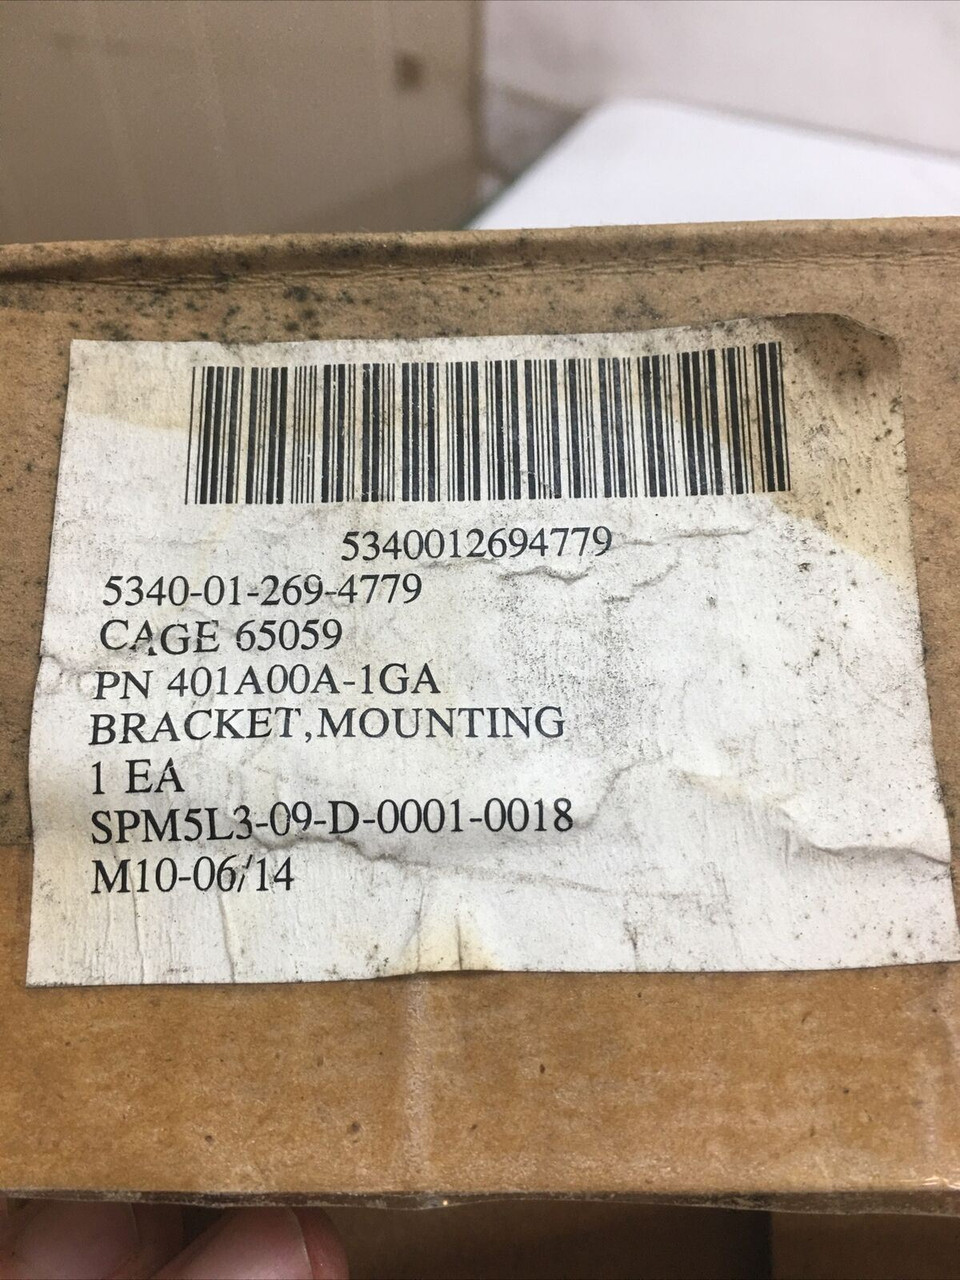 5340012694779
5340-01-269-4779
CAGE 65059
PN 401A00A-1GA
BRACKET,MOUNTING
1 EA
SPM5L3-09-D-0001-0018
M10-06/14